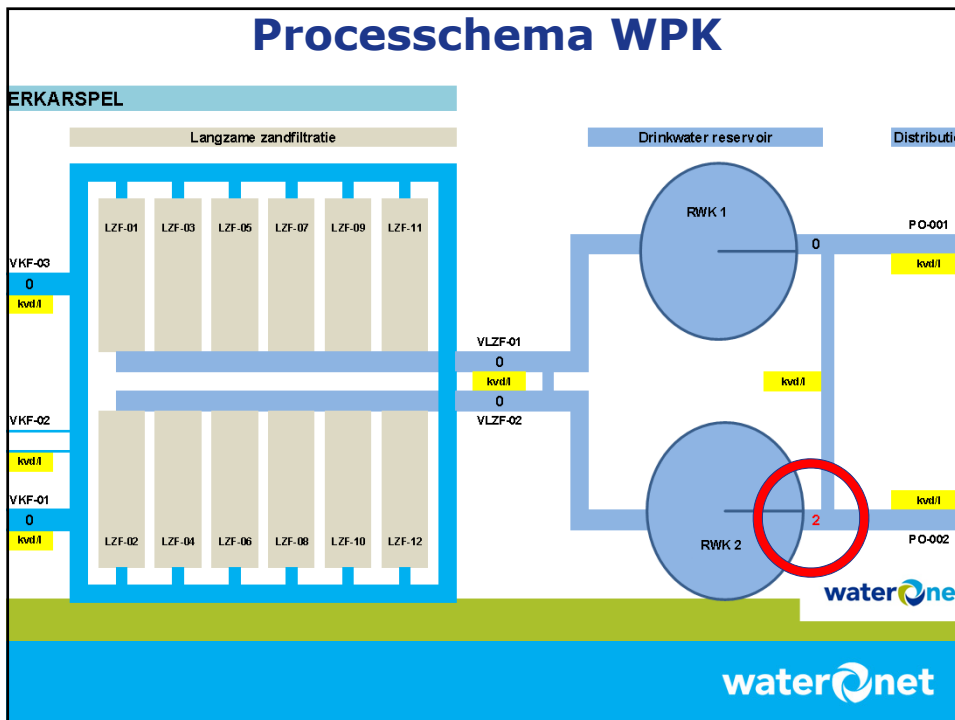 Processchema WPK
ERKARSPEL
Langzame zandfiltratie
Drinkwater reservoir
Distributi
LZF-01 LZF-03 LZF-05 LZF-07 LZF-09 LZF-11
RWK 1
PO-001
0
kvd/l
VKF-03
0
kvd/l
VLZF-01
0
kvd/l
0
VLZF-02
kvd/l
VKF-02
kvd/l
VKF-01
0
kvd/l
LZF-02 LZF-04 LZF-06 LZF-08 LZF-10 LZF-12
RWK 2
2
kvd/l
PO-002
water net
waternet